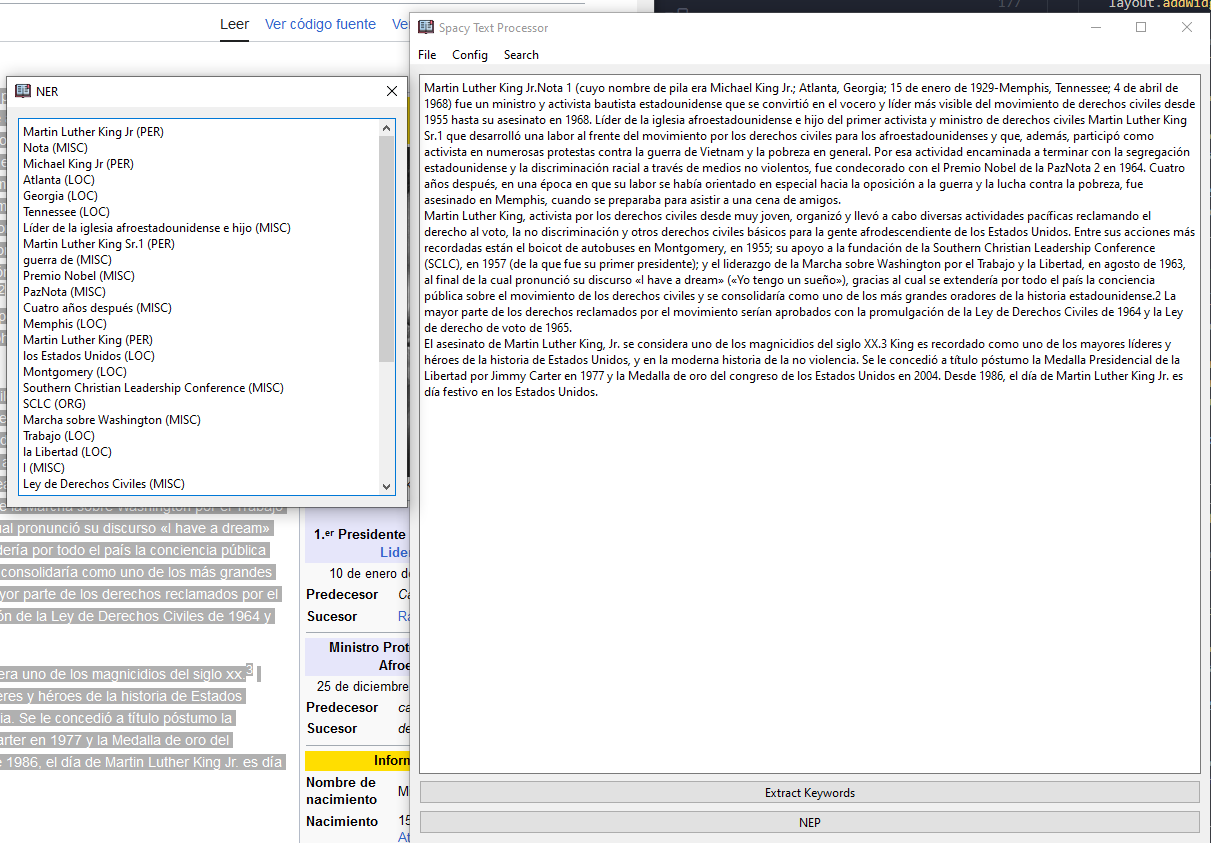 Leer Ver código fuente Ve
177 layout.addWid
Spacy Text Processor
File Config Search
Martin Luther King Jr.Nota 1 (cuyo nombre de pila era Michael King Jr.; Atlanta, Georgia; 15 de enero de 1929-Memphis, Tennessee; 4 de abril de
1968) fue un ministro y activista bautista estadounidense que se convirtió en el vocero y líder más visible del movimiento de derechos civiles desde
1955 hasta su asesinato en 1968. Líder de la iglesia afroestadounidense e hijo del primer activista y ministro de derechos civiles Martin Luther King
Sr.1 que desarrolló una labor al frente del movimiento por los derechos civiles para los afroestadounidenses y que, además, participó como
activista en numerosas protestas contra la guerra de Vietnam y la pobreza en general. Por esa actividad encaminada a terminar con la segregación
estadounidense y la discriminación racial a través de medios no violentos, fue condecorado con el Premio Nobel de la PazNota 2 en 1964. Cuatro
años después, en una época en que su labor se había orientado en especial hacia la oposición a la guerra y la lucha contra la pobreza, fue
asesinado en Memphis, cuando se preparaba para asistir a una cena de amigos.
Martin Luther King, activista por los derechos civiles desde muy joven, organizó y llevó a cabo diversas actividades pacíficas reclamando el
derecho al voto, la no discriminación y otros derechos civiles básicos para la gente afrodescendiente de los Estados Unidos. Entre sus acciones más
recordadas están el boicot de autobuses en Montgomery, en 1955; su apoyo a la fundación de la Southern Christian Leadership Conference
(SCLC), en 1957 (de la que fue su primer presidente); y el liderazgo de la Marcha sobre Washington por el Trabajo y la Libertad, en agosto de 1963,
al final de la cual pronunció su discurso «I have a dream» («Yo tengo un sueño»), gracias al cual se extendería por todo el país la conciencia
pública sobre el movimiento de los derechos civiles y se consolidaría como uno de los más grandes oradores de la historia estadounidense.2 La
mayor parte de los derechos reclamados por el movimiento serían aprobados con la promulgación de la Ley de Derechos Civiles de 1964 y la Ley
de derecho de voto de 1965.
El asesinato de Martin Luther King, Jr. se considera uno de los magnicidios del siglo XX.3 King es recordado como uno de los mayores líderes y
héroes de la historia de Estados Unidos, y en la moderna historia de la no violencia. Se le concedió a título póstumo la Medalla Presidencial de la
Libertad por Jimmy Carter en 1977 y la Medalla de oro del congreso de los Estados Unidos en 2004. Desde 1986, el día de Martin Luther King Jr. es
día festivo en los Estados Unidos.
Extract Keywords
NEP
NER
Martin Luther King Jr (PER)
Nota (MISC)
Michael King Jr (PER)
Atlanta (LOC)
Georgia (LOC)
Tennessee (LOC)
Líder de la iglesia afroestadounidense e hijo (MISC)
Martin Luther King Sr.1 (PER)
guerra de (MISC)
Premio Nobel (MISC)
PazNota (MISC)
Cuatro años después (MISC)
Memphis (LOC)
Martin Luther King (PER)
los Estados Unidos (LOC)
Montgomery (LOC)
Southern Christian Leadership Conference (MISC)
SCLC (ORG)
Marcha sobre Washington (MISC)
Trabajo (LOC)
la Libertad (LOC)
I (MISC)
Ley de Derechos Civiles (MISC)
e la Marcha sobre Washington por el Trabajo
ual pronunció su discurso «I have a dream»
dería por todo el país la conciencia pública
consolidaría como uno de los más grandes
yor parte de los derechos reclamados por el
ón de la Ley de Derechos Civiles de 1964 y
era uno de los magnicidios del siglo XX.3
eres y héroes de la historia de Estados
ia. Se le concedió a título póstumo la
arter en 1977 y la Medalla de oro del
e 1986, el día de Martin Luther King Jr. es día
1.er Presidente
Lide
10 de enero de
Predecesor Ca
Sucesor Ra
Ministro Prot
Afroe
25 de diciembre
Predecesor ca
Sucesor de
Inforn
Nombre de
nacimiento M
Nacimiento 15
At